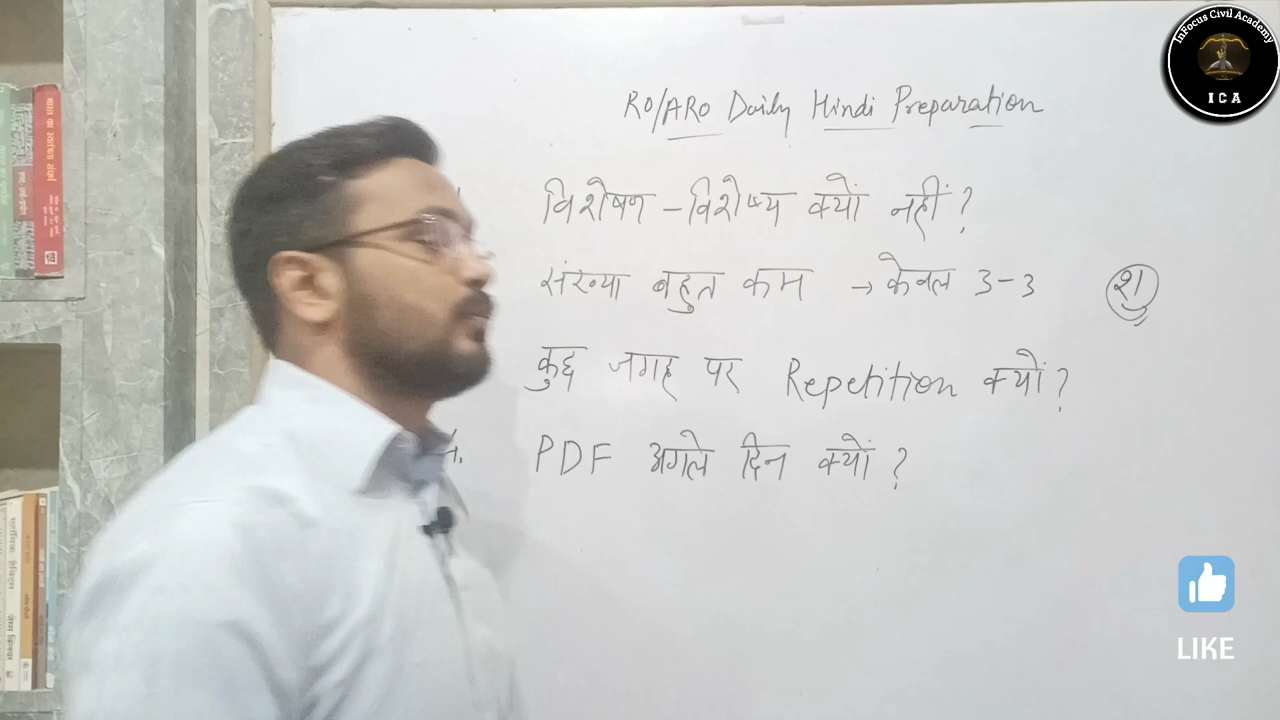 InFocus Civil Academy
ICA
RO/ARO Daily Hindi Preparation
विशेषण - विशेष्य क्यों नहीं ?
संख्या बहुत कम → केवल 3-3
शु
कुछ जगह पर Repetition क्यों ?
4. PDF अगले दिन क्यों ?
LIKE